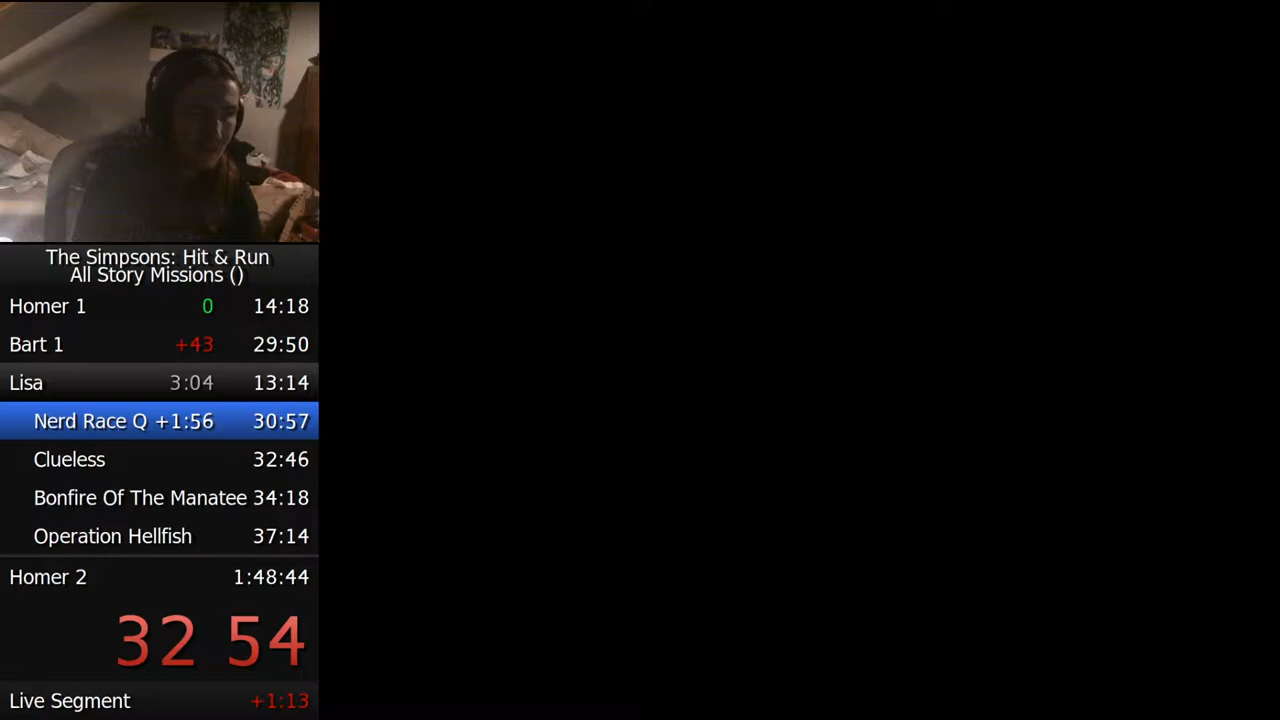 The Simpsons: Hit & Run
All Story Missions ()
Homer 1 0 14:18
Bart 1 +43 29:50
Lisa 3:04 13:14
Nerd Race Q +1:56 30:57
Clueless 32:46
Bonfire Of The Manatee 34:18
Operation Hellfish 37:14
Homer 2 1:48:44
32 54
Live Segment +1:13